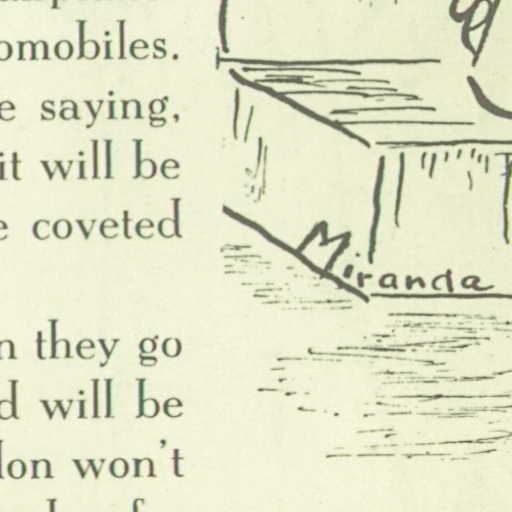 omobiles.
e saying,
it will be
e coveted
n they go
d will be
lon won't
Miranda